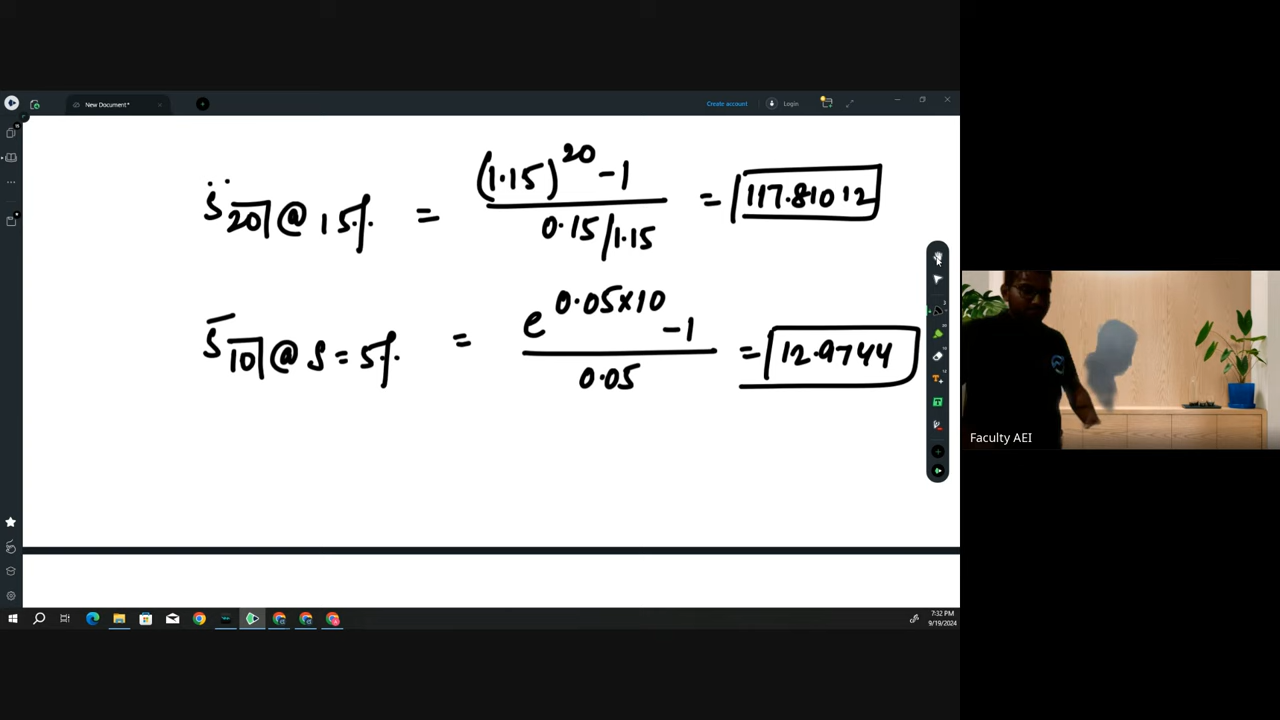 New Document*
Create account
Login
s̈20̅| @ 15% = (1.15)^20 - 1 / 0.15/1.15 = 117.81012
s̅10̅| @ δ = 5% = e^0.05×10 - 1 / 0.05 = 12.9744
Faculty AEI
7:32 PM
9/19/2024